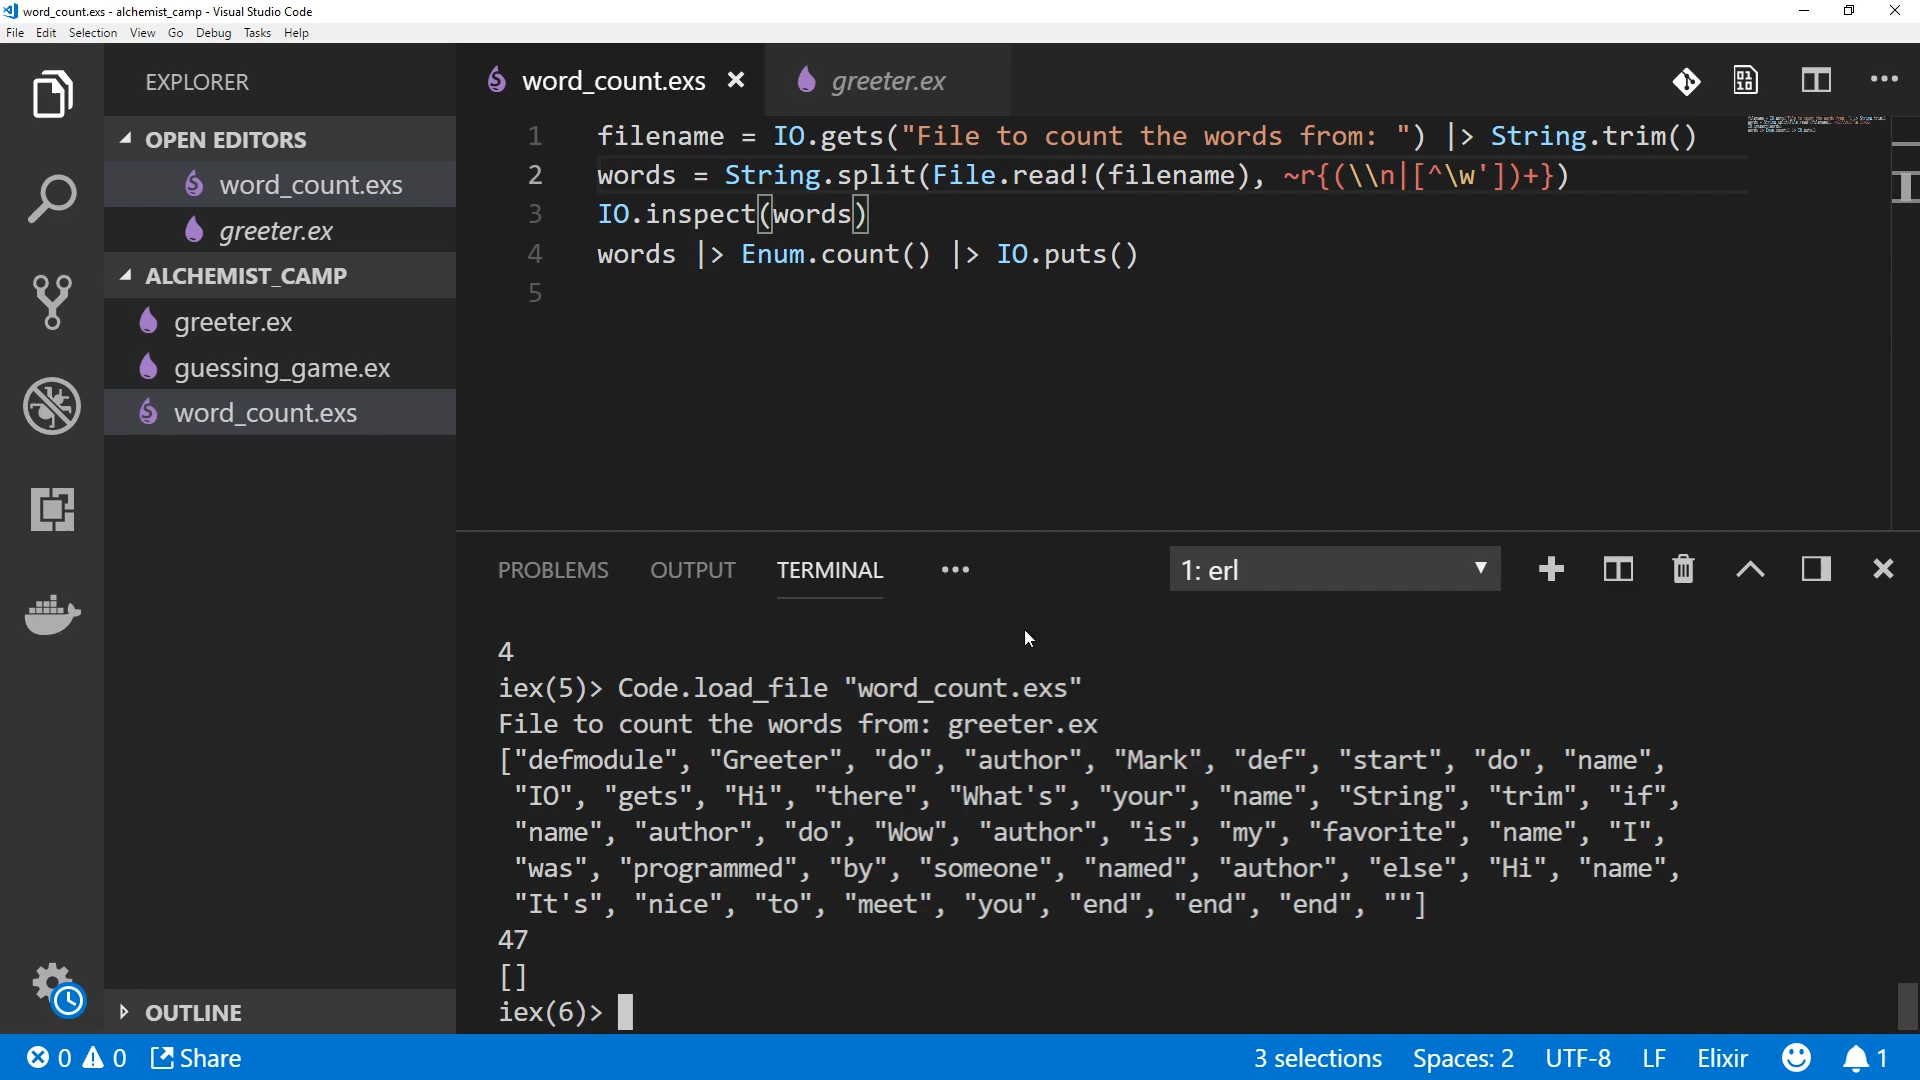 word_count.exs - alchemist_camp - Visual Studio Code
File Edit Selection View Go Debug Tasks Help
EXPLORER
OPEN EDITORS
word_count.exs
greeter.ex
ALCHEMIST_CAMP
greeter.ex
guessing_game.ex
word_count.exs
OUTLINE
word_count.exs
greeter.ex
1 filename = IO.gets("File to count the words from: ") |> String.trim()
2 words = String.split(File.read!(filename), ~r{(\\n|[^\w'])+})
3 IO.inspect(words)
4 words |> Enum.count() |> IO.puts()
5
PROBLEMS OUTPUT TERMINAL 1: erl
4
iex(5)> Code.load_file "word_count.exs"
File to count the words from: greeter.ex
["defmodule", "Greeter", "do", "author", "Mark", "def", "start", "do", "name",
"IO", "gets", "Hi", "there", "What's", "your", "name", "String", "trim", "if",
"name", "author", "do", "Wow", "author", "is", "my", "favorite", "name", "I",
"was", "programmed", "by", "someone", "named", "author", "else", "Hi", "name",
"It's", "nice", "to", "meet", "you", "end", "end", "end", ""]
47
[]
iex(6)>
0 0 Share 3 selections Spaces: 2 UTF-8 LF Elixir 1